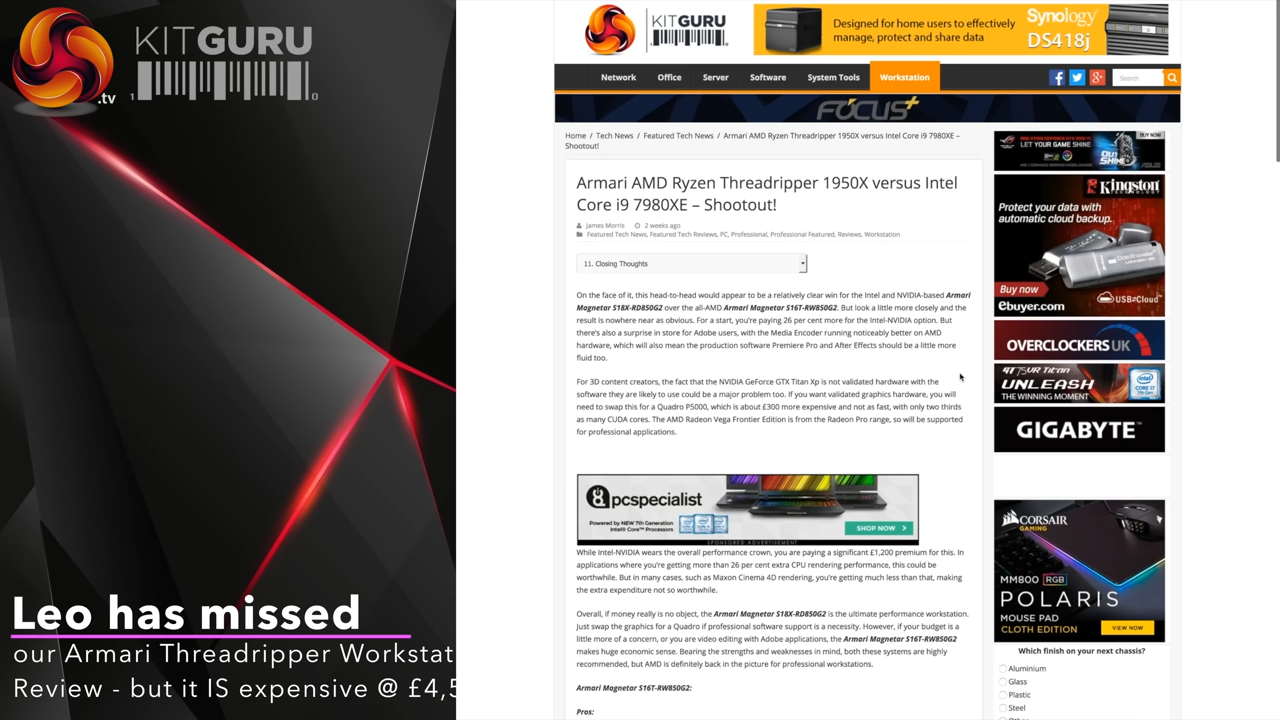 KITGURU
.tv
1 0
Leo has missed
our Armari Threadripper Workstat
Review - but it IS expensive @ £4,5
KITGURU
Designed for home users to effectively
manage, protect and share data
Synology
DS418j
Network Office Server Software System Tools Workstation
Search
FOCUS+
Home / Tech News / Featured Tech News / Armari AMD Ryzen Threadripper 1950X versus Intel Core i9 7980XE –
Shootout!
Armari AMD Ryzen Threadripper 1950X versus Intel
Core i9 7980XE – Shootout!
James Morris 2 weeks ago
Featured Tech News, Featured Tech Reviews, PC, Professional, Professional Featured, Reviews, Workstation
11. Closing Thoughts
On the face of it, this head-to-head would appear to be a relatively clear win for the Intel and NVIDIA-based Armari
Magnetar S18X-RD850G2 over the all-AMD Armari Magnetar S16T-RW850G2. But look a little more closely and the
result is nowhere near as obvious. For a start, you're paying 26 per cent more for the Intel-NVIDIA option. But
there's also a surprise in store for Adobe users, with the Media Encoder running noticeably better on AMD
hardware, which will also mean the production software Premiere Pro and After Effects should be a little more
fluid too.
For 3D content creators, the fact that the NVIDIA GeForce GTX Titan Xp is not validated hardware with the
software they are likely to use could be a major problem too. If you want validated graphics hardware, you will
need to swap this for a Quadro P5000, which is about £300 more expensive and not as fast, with only two thirds
as many CUDA cores. The AMD Radeon Vega Frontier Edition is from the Radeon Pro range, so will be supported
for professional applications.
pcspecialist
Powered by NEW 7th Generation
Intel® Core™ Processors
SHOP NOW >
SPONSORED ADVERTISEMENT
While Intel-NVIDIA wears the overall performance crown, you are paying a significant £1,200 premium for this. In
applications where you're getting more than 26 per cent extra CPU rendering performance, this could be
worthwhile. But in many cases, such as Maxon Cinema 4D rendering, you're getting much less than that, making
the extra expenditure not so worthwhile.
Overall, if money really is no object, the Armari Magnetar S18X-RD850G2 is the ultimate performance workstation.
Just swap the graphics for a Quadro if professional software support is a necessity. However, if your budget is a
little more of a concern, or you are video editing with Adobe applications, the Armari Magnetar S16T-RW850G2
makes huge economic sense. Bearing the strengths and weaknesses in mind, both these systems are highly
recommended, but AMD is definitely back in the picture for professional workstations.
Armari Magnetar S16T-RW850G2:
Pros:
BUY NOW
LET YOUR GAME SHINE
Kingston
TECHNOLOGY
Protect your data with
automatic cloud backup.
Buy now
ebuyer.com
USB2Cloud
OVERCLOCKERS UK
UNLEASH
THE WINNING MOMENT
GIGABYTE
CORSAIR
GAMING
MM800 RGB
POLARIS
MOUSE PAD
CLOTH EDITION
VIEW NOW
Which finish on your next chassis?
Aluminium
Glass
Plastic
Steel